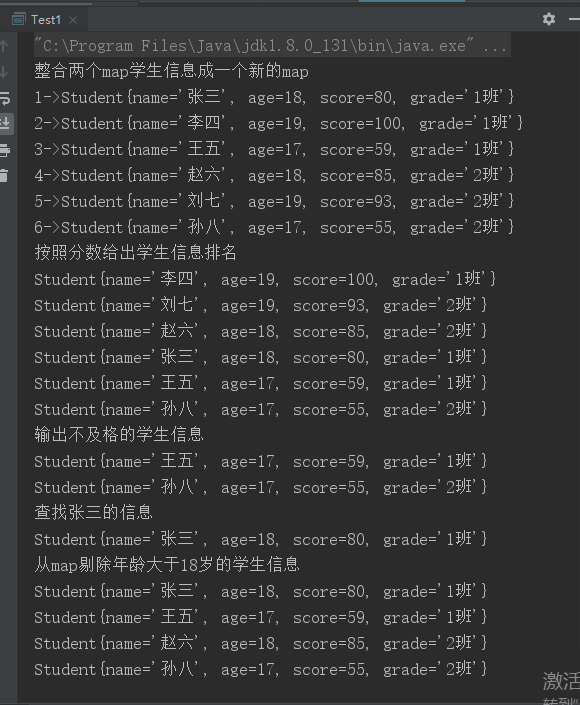 Test1
"C:\Program Files\Java\jdk1.8.0_131\bin\java.exe" ...
整合两个map学生信息成一个新的map
1->Student{name='张三', age=18, score=80, grade='1班'}
2->Student{name='李四', age=19, score=100, grade='1班'}
3->Student{name='王五', age=17, score=59, grade='1班'}
4->Student{name='赵六', age=18, score=85, grade='2班'}
5->Student{name='刘七', age=19, score=93, grade='2班'}
6->Student{name='孙八', age=17, score=55, grade='2班'}
按照分数给出学生信息排名
Student{name='李四', age=19, score=100, grade='1班'}
Student{name='刘七', age=19, score=93, grade='2班'}
Student{name='赵六', age=18, score=85, grade='2班'}
Student{name='张三', age=18, score=80, grade='1班'}
Student{name='王五', age=17, score=59, grade='1班'}
Student{name='孙八', age=17, score=55, grade='2班'}
输出不及格的学生信息
Student{name='王五', age=17, score=59, grade='1班'}
Student{name='孙八', age=17, score=55, grade='2班'}
查找张三的信息
Student{name='张三', age=18, score=80, grade='1班'}
从map剔除年龄大于18岁的学生信息
Student{name='张三', age=18, score=80, grade='1班'}
Student{name='王五', age=17, score=59, grade='1班'}
Student{name='赵六', age=18, score=85, grade='2班'}
Student{name='孙八', age=17, score=55, grade='2班'}
激活